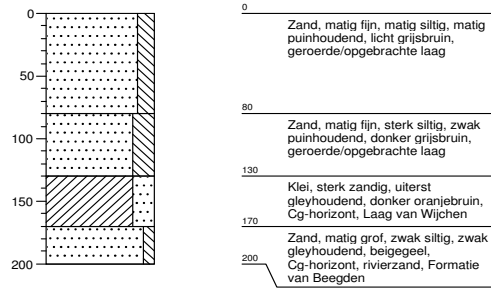 0
50
100
150
200
0
Zand, matig fijn, matig siltig, matig
puinhoudend, licht grijsbruin,
geroerde/opgebrachte laag
80
Zand, matig fijn, sterk siltig, zwak
puinhoudend, donker grijsbruin,
geroerde/opgebrachte laag
130
Klei, sterk zandig, uiterst
gleyhoudend, donker oranjebruin,
Cg-horizont, Laag van Wijchen
170
Zand, matig grof, zwak siltig, zwak
gleyhoudend, beigegeel,
Cg-horizont, rivierzand, Formatie
van Beegden
200